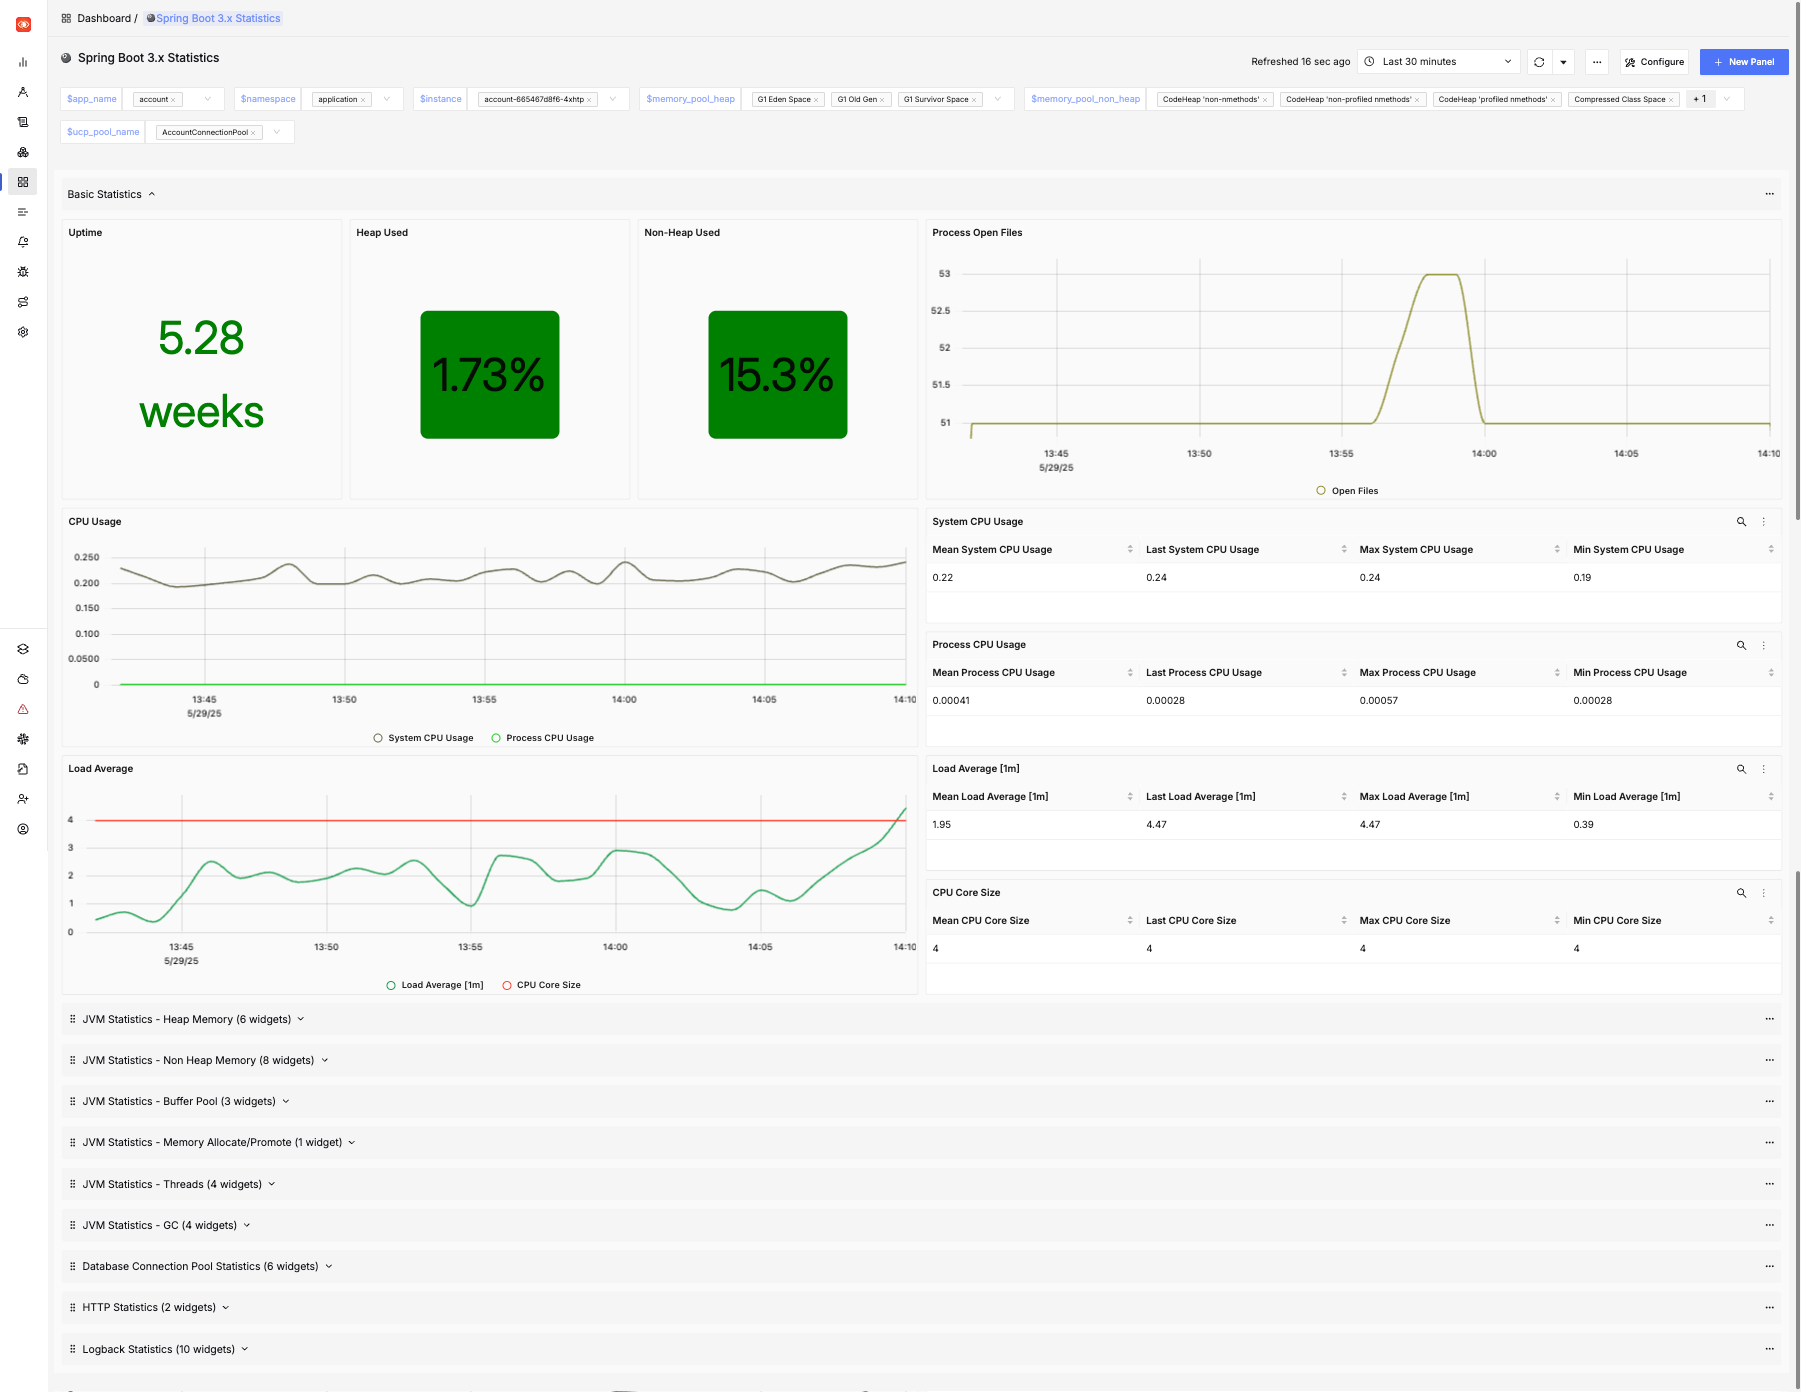 Dashboard / Spring Boot 3.x Statistics
Spring Boot 3.x Statistics
Refreshed 16 sec ago Last 30 minutes ... Configure + New Panel
$app_name account × $namespace application × $instance account-665467d8f6-4xhtp × $memory_pool_heap G1 Eden Space × G1 Old Gen × G1 Survivor Space × $memory_pool_non_heap CodeHeap 'non-nmethods' × CodeHeap 'non-profiled nmethods' × CodeHeap 'profiled nmethods' × Compressed Class Space × + 1
$ucp_pool_name AccountConnectionPool ×
Basic Statistics
Uptime
5.28
weeks
Heap Used
1.73%
Non-Heap Used
15.3%
Process Open Files
53
52.5
52
51.5
51
13:45 13:50 13:55 14:00 14:05 14:10
5/29/25
Open Files
CPU Usage
0.250
0.200
0.150
0.100
0.0500
0
13:45 13:50 13:55 14:00 14:05 14:10
5/29/25
System CPU Usage Process CPU Usage
System CPU Usage
Mean System CPU Usage Last System CPU Usage Max System CPU Usage Min System CPU Usage
0.22 0.24 0.24 0.19
Process CPU Usage
Mean Process CPU Usage Last Process CPU Usage Max Process CPU Usage Min Process CPU Usage
0.00041 0.00028 0.00057 0.00028
Load Average
4
3
2
1
0
13:45 13:50 13:55 14:00 14:05 14:10
5/29/25
Load Average [1m] CPU Core Size
Load Average [1m]
Mean Load Average [1m] Last Load Average [1m] Max Load Average [1m] Min Load Average [1m]
1.95 4.47 4.47 0.39
CPU Core Size
Mean CPU Core Size Last CPU Core Size Max CPU Core Size Min CPU Core Size
4 4 4 4
JVM Statistics - Heap Memory (6 widgets)
JVM Statistics - Non Heap Memory (8 widgets)
JVM Statistics - Buffer Pool (3 widgets)
JVM Statistics - Memory Allocate/Promote (1 widget)
JVM Statistics - Threads (4 widgets)
JVM Statistics - GC (4 widgets)
Database Connection Pool Statistics (6 widgets)
HTTP Statistics (2 widgets)
Logback Statistics (10 widgets)